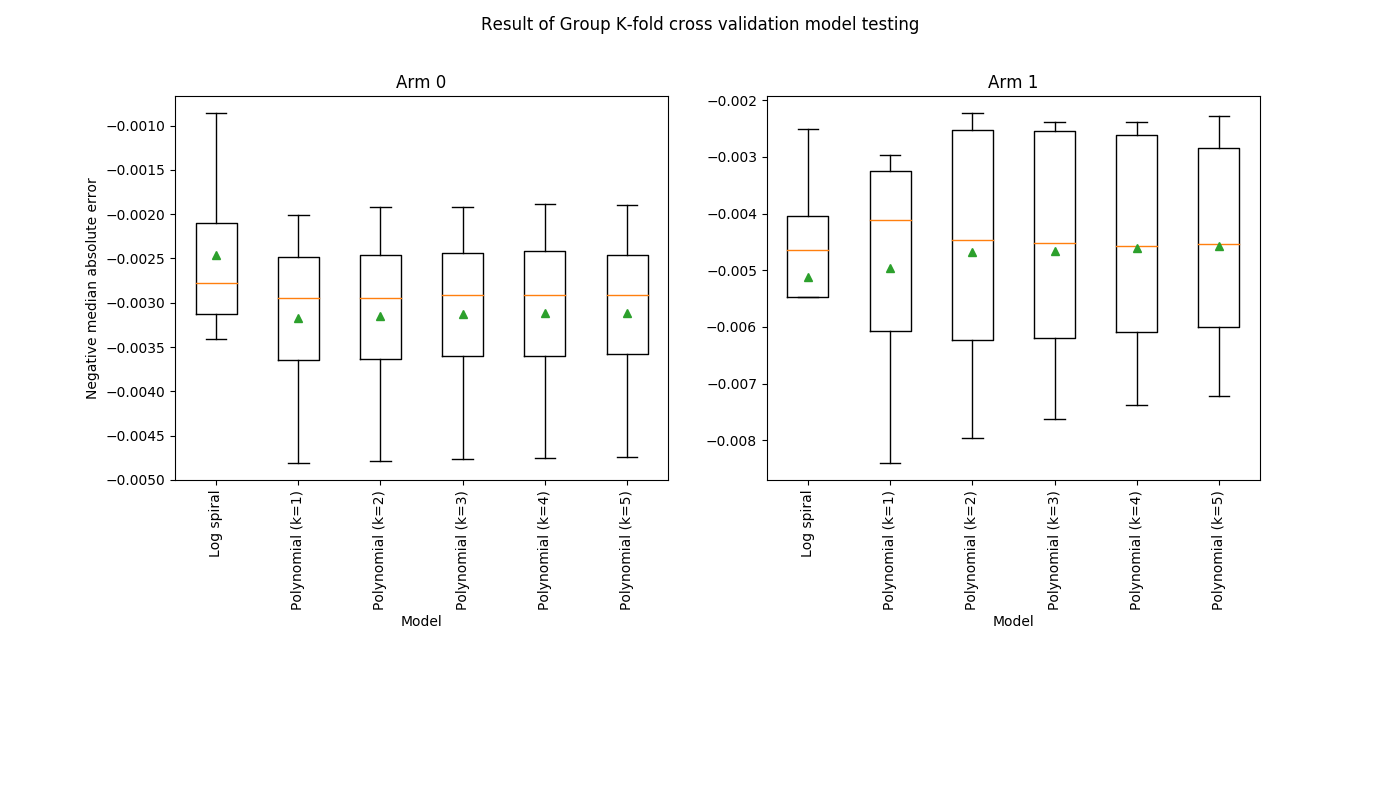 Result of Group K-fold cross validation model testing
Arm 0
Negative median absolute error
−0.0010
−0.0015
−0.0020
−0.0025
−0.0030
−0.0035
−0.0040
−0.0045
−0.0050
Log spiral
Polynomial (k=1)
Polynomial (k=2)
Polynomial (k=3)
Polynomial (k=4)
Polynomial (k=5)
Model
Arm 1
−0.002
−0.003
−0.004
−0.005
−0.006
−0.007
−0.008
Log spiral
Polynomial (k=1)
Polynomial (k=2)
Polynomial (k=3)
Polynomial (k=4)
Polynomial (k=5)
Model